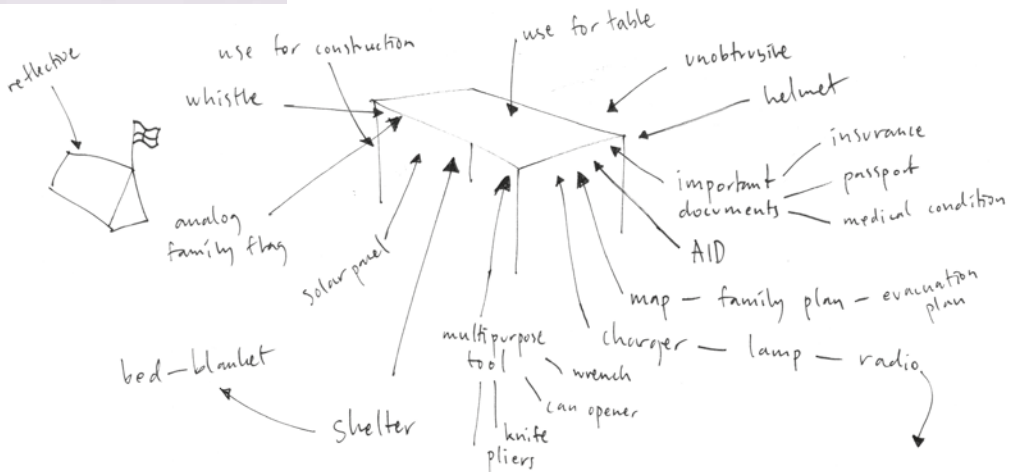 use for construction
use for table
unobtrusive
reflective
whistle
helmet
insurance
important
documents
passport
medical condition
analog
family flag
AID
solar panel
map — family plan — evacuation
plan
multipurpose
tool
charger — lamp — radio
wrench
can opener
knife
pliers
bed — blanket
shelter